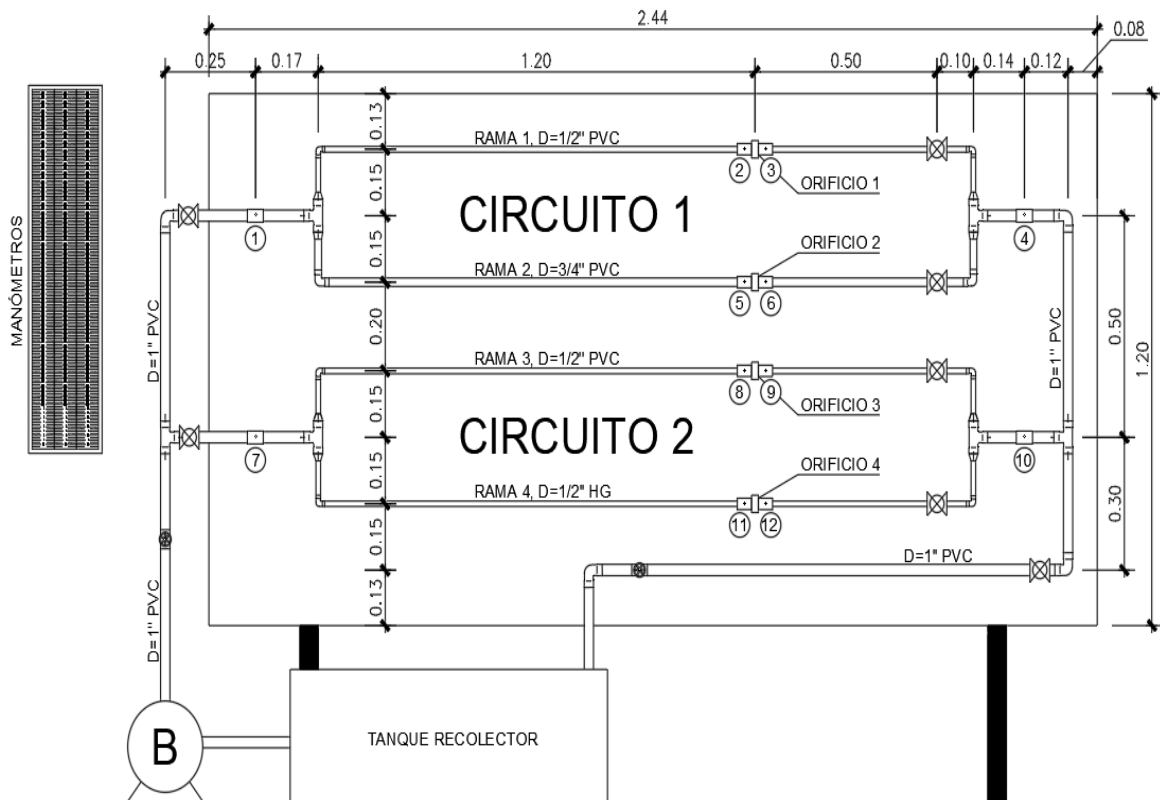 2.44
0.08
0.25
0.17
1.20
0.50
0.10
0.14
0.12
MANÓMETROS
0.13
0.15
0.15
0.20
0.15
0.15
0.15
0.13
RAMA 1, D=1/2" PVC
2
3
ORIFICIO 1
CIRCUITO 1
1
4
ORIFICIO 2
RAMA 2, D=3/4" PVC
5
6
D=1" PVC
D=1" PVC
0.50
1.20
RAMA 3, D=1/2" PVC
8
9
ORIFICIO 3
CIRCUITO 2
7
10
ORIFICIO 4
RAMA 4, D=1/2" HG
11
12
0.30
D=1" PVC
D=1" PVC
B
TANQUE RECOLECTOR